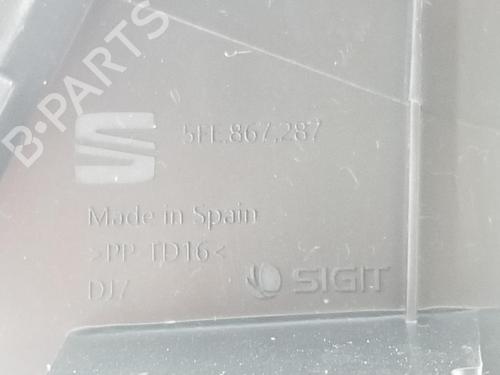 B-PARTS
5FE.867.287
Made in Spain
>PP TD16<
DJ7
SIGIT